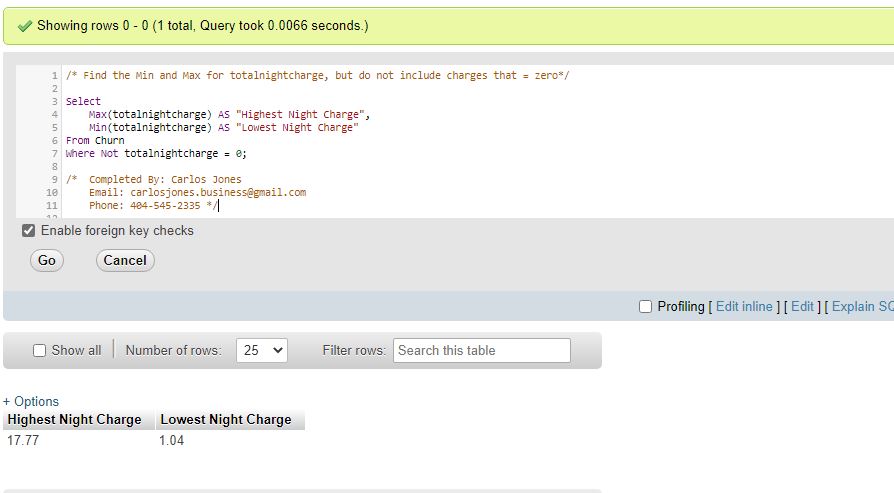 Showing rows 0 - 0 (1 total, Query took 0.0066 seconds.)
1 /* Find the Min and Max for totalnightcharge, but do not include charges that = zero*/
2
3 Select
4 Max(totalnightcharge) AS "Highest Night Charge",
5 Min(totalnightcharge) AS "Lowest Night Charge"
6 From Churn
7 Where Not totalnightcharge = 0;
8
9 /* Completed By: Carlos Jones
10 Email: carlosjones.business@gmail.com
11 Phone: 404-545-2335 */
Enable foreign key checks
Go Cancel
Profiling [ Edit inline ] [ Edit ] [ Explain SQ
Show all Number of rows: 25 Filter rows: Search this table
+ Options
Highest Night Charge Lowest Night Charge
17.77 1.04